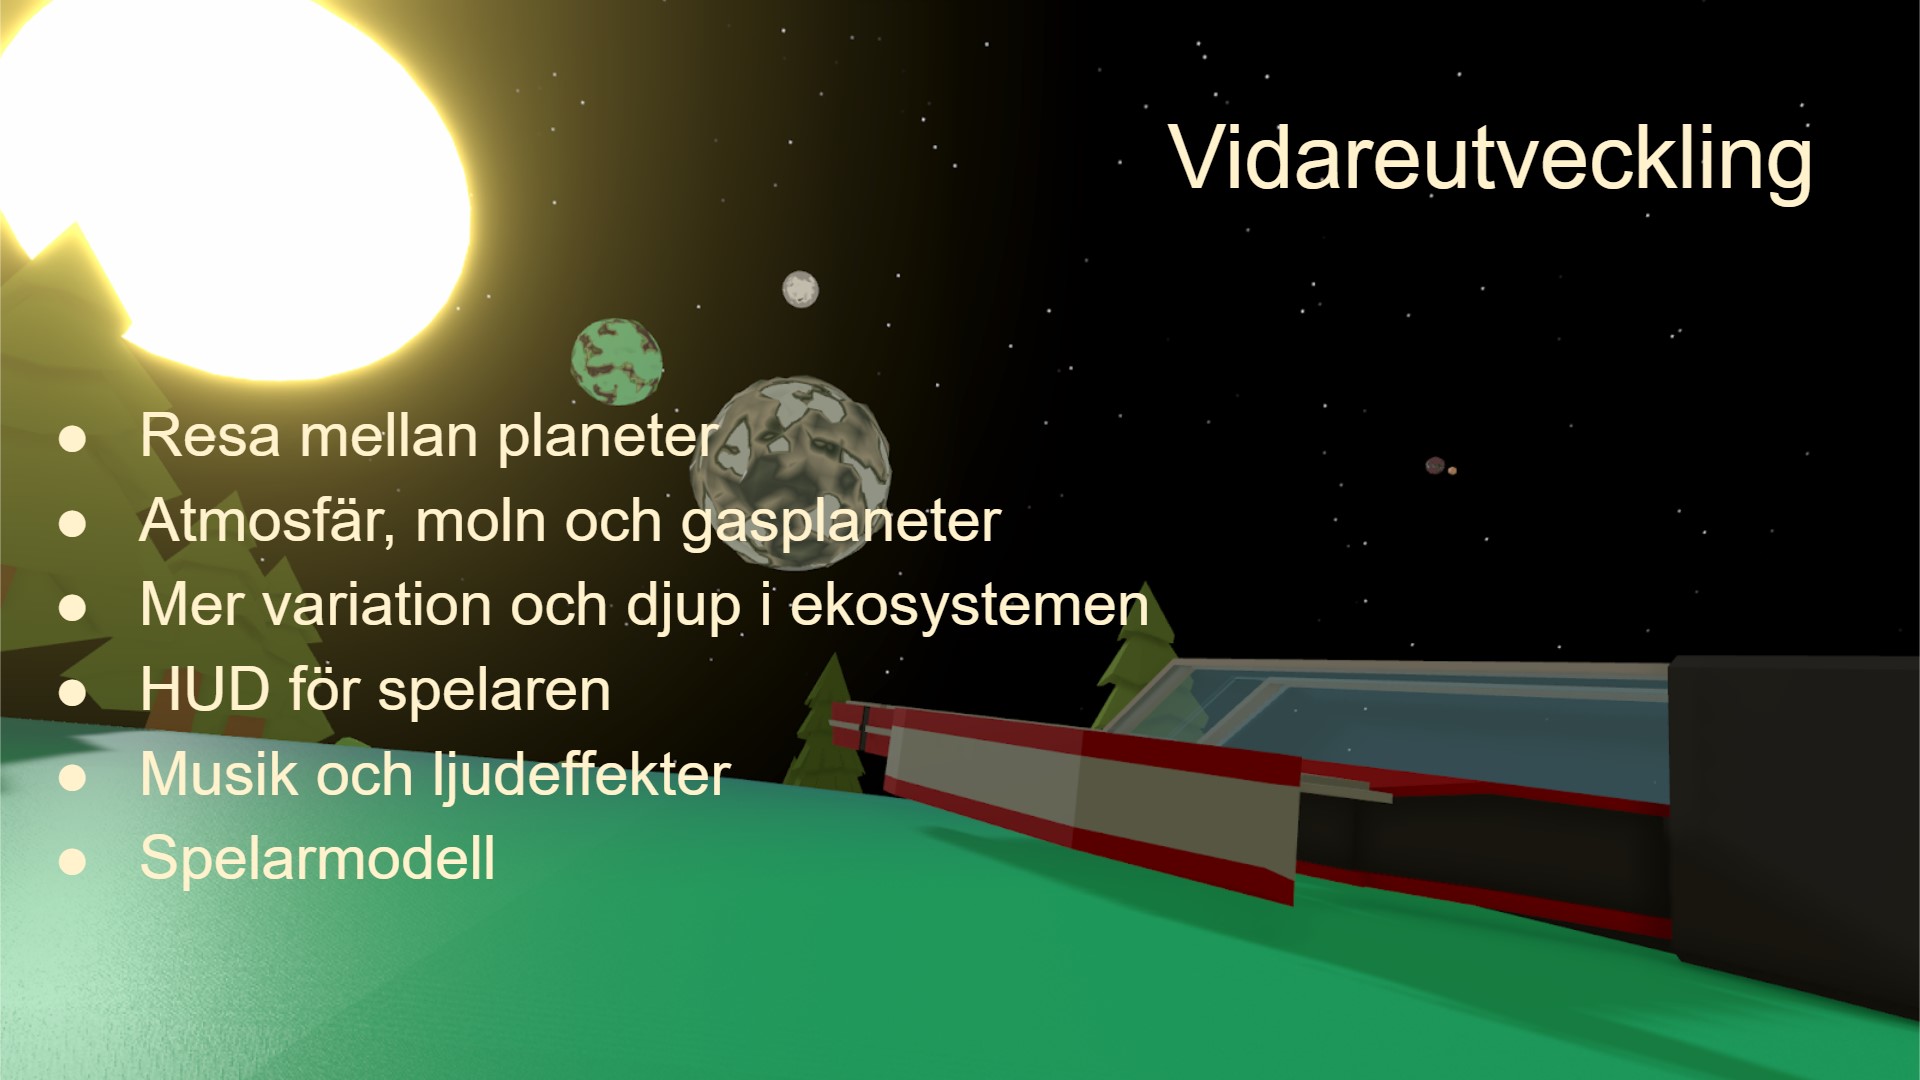 Vidareutveckling
● Resa mellan planeter
● Atmosfär, moln och gasplaneter
● Mer variation och djup i ekosystemen
● HUD för spelaren
● Musik och ljudeffekter
● Spelarmodell